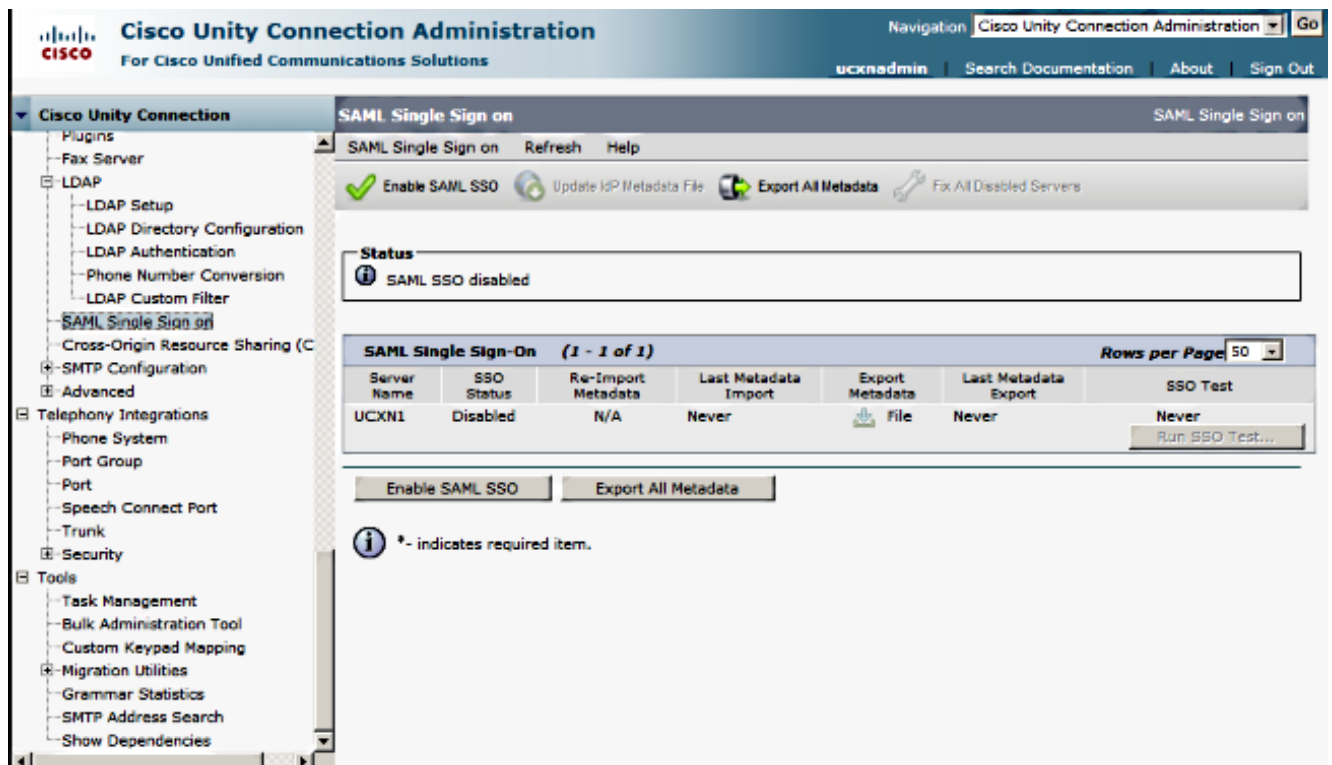 Cisco Unity Connection Administration
For Cisco Unified Communications Solutions
CISCO
Navigation Cisco Unity Connection Administration Go
ucxnadmin | Search Documentation | About | Sign Out
Cisco Unity Connection
Plugins
Fax Server
LDAP
LDAP Setup
LDAP Directory Configuration
LDAP Authentication
Phone Number Conversion
LDAP Custom Filter
SAML Single Sign on
Cross-Origin Resource Sharing (C
SMTP Configuration
Advanced
Telephony Integrations
Phone System
Port Group
Port
Speech Connect Port
Trunk
Security
Tools
Task Management
Bulk Administration Tool
Custom Keypad Mapping
Migration Utilities
Grammar Statistics
SMTP Address Search
Show Dependencies
SAML Single Sign on SAML Single Sign on
SAML Single Sign on Refresh Help
Enable SAML SSO Update IdP Metadata File Export All Metadata Fix All Disabled Servers
Status
SAML SSO disabled
SAML Single Sign-On (1 - 1 of 1) Rows per Page 50
Server Name SSO Status Re-Import Metadata Last Metadata Import Export Metadata Last Metadata Export SSO Test
UCXN1 Disabled N/A Never File Never Never
Run SSO Test...
Enable SAML SSO Export All Metadata
*- indicates required item.